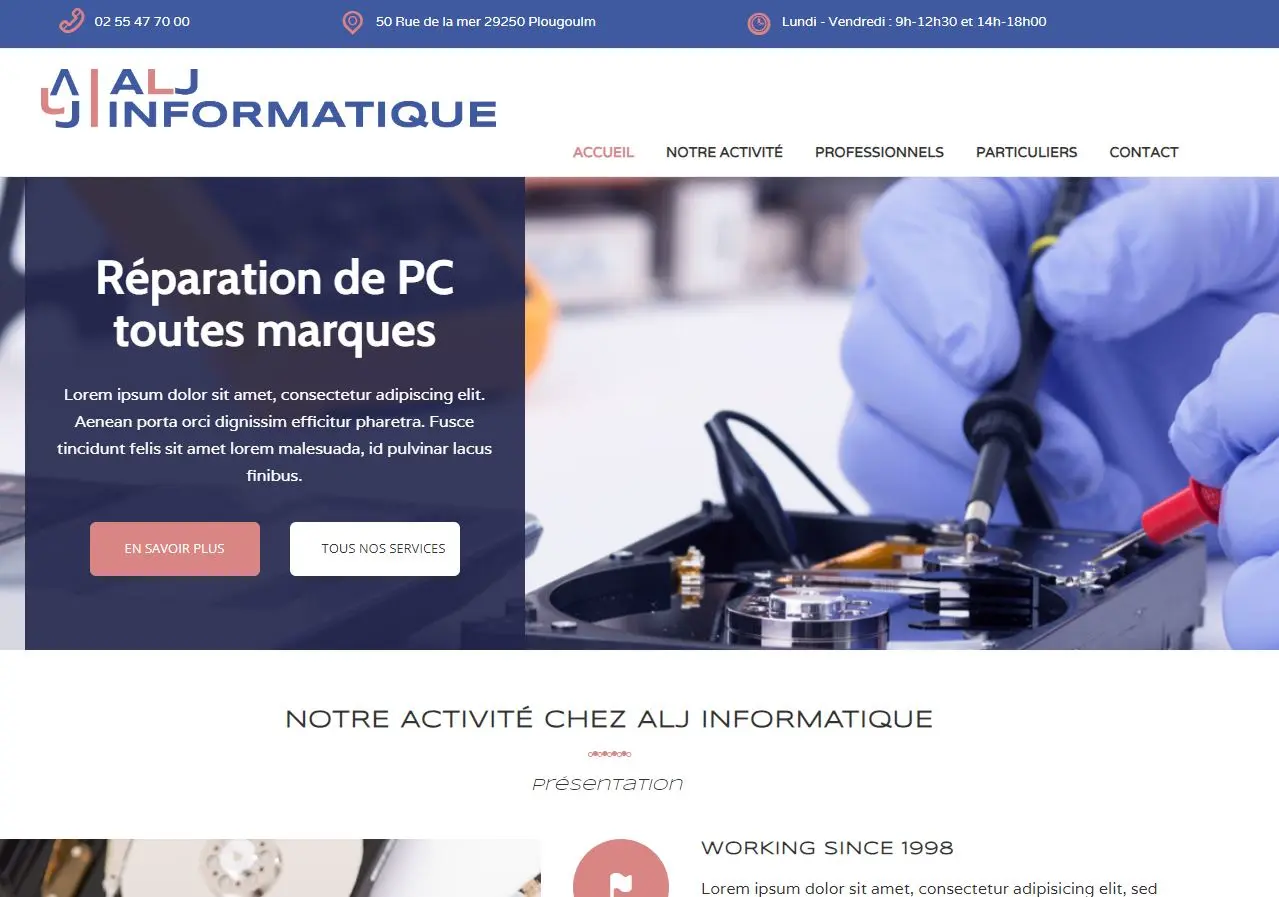 02 55 47 70 00
50 Rue de la mer 29250 Plougoulm
Lundi - Vendredi : 9h-12h30 et 14h-18h00
ALJ
INFORMATIQUE
ACCUEIL
NOTRE ACTIVITÉ
PROFESSIONNELS
PARTICULIERS
CONTACT
Réparation de PC
toutes marques
Lorem ipsum dolor sit amet, consectetur adipiscing elit.
Aenean porta orci dignissim efficitur pharetra. Fusce
tincidunt felis sit amet lorem malesuada, id pulvinar lacus
finibus.
EN SAVOIR PLUS
TOUS NOS SERVICES
NOTRE ACTIVITÉ CHEZ ALJ INFORMATIQUE
Présentation
WORKING SINCE 1998
Lorem ipsum dolor sit amet, consectetur adipisicing elit, sed